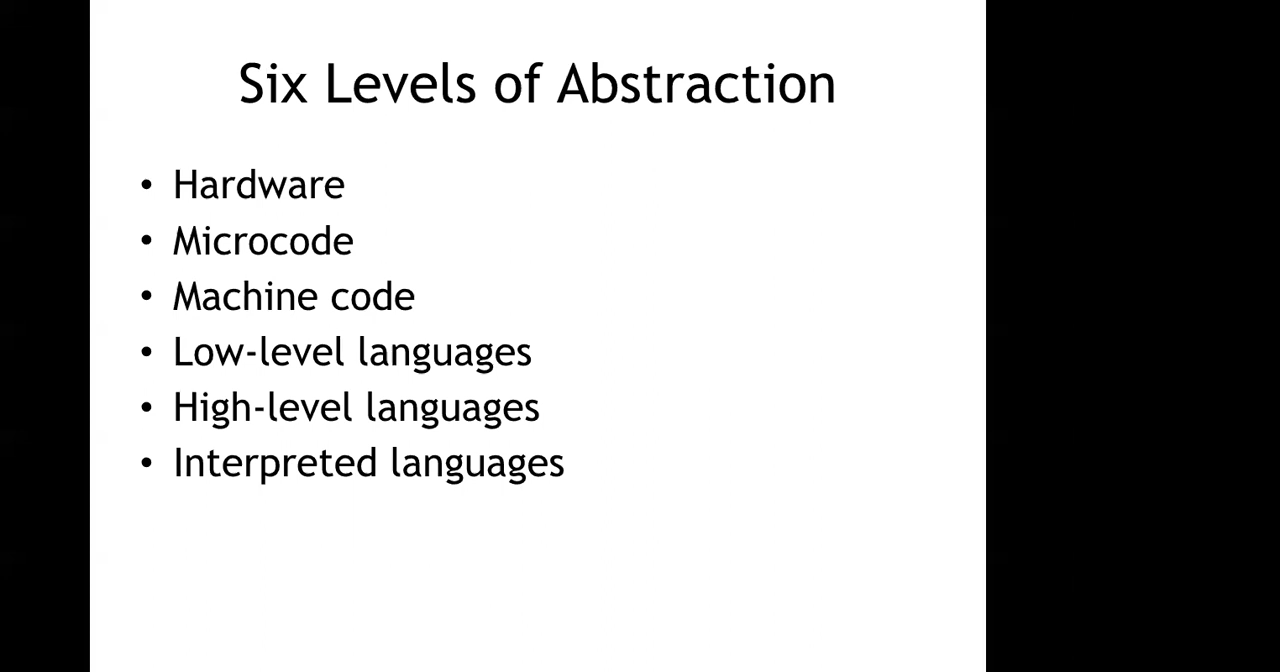 Six Levels of Abstraction
• Hardware
• Microcode
• Machine code
• Low-level languages
• High-level languages
• Interpreted languages